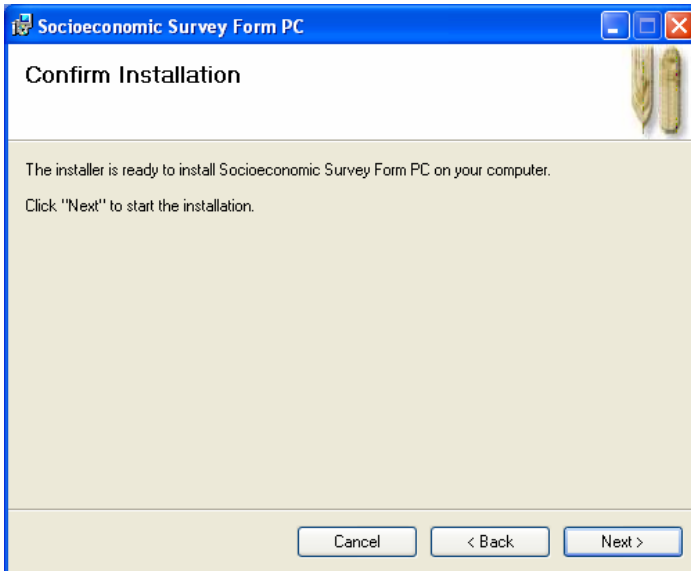 Socioeconomic Survey Form PC
Confirm Installation
The installer is ready to install Socioeconomic Survey Form PC on your computer.
Click "Next" to start the installation.
Cancel
< Back
Next >